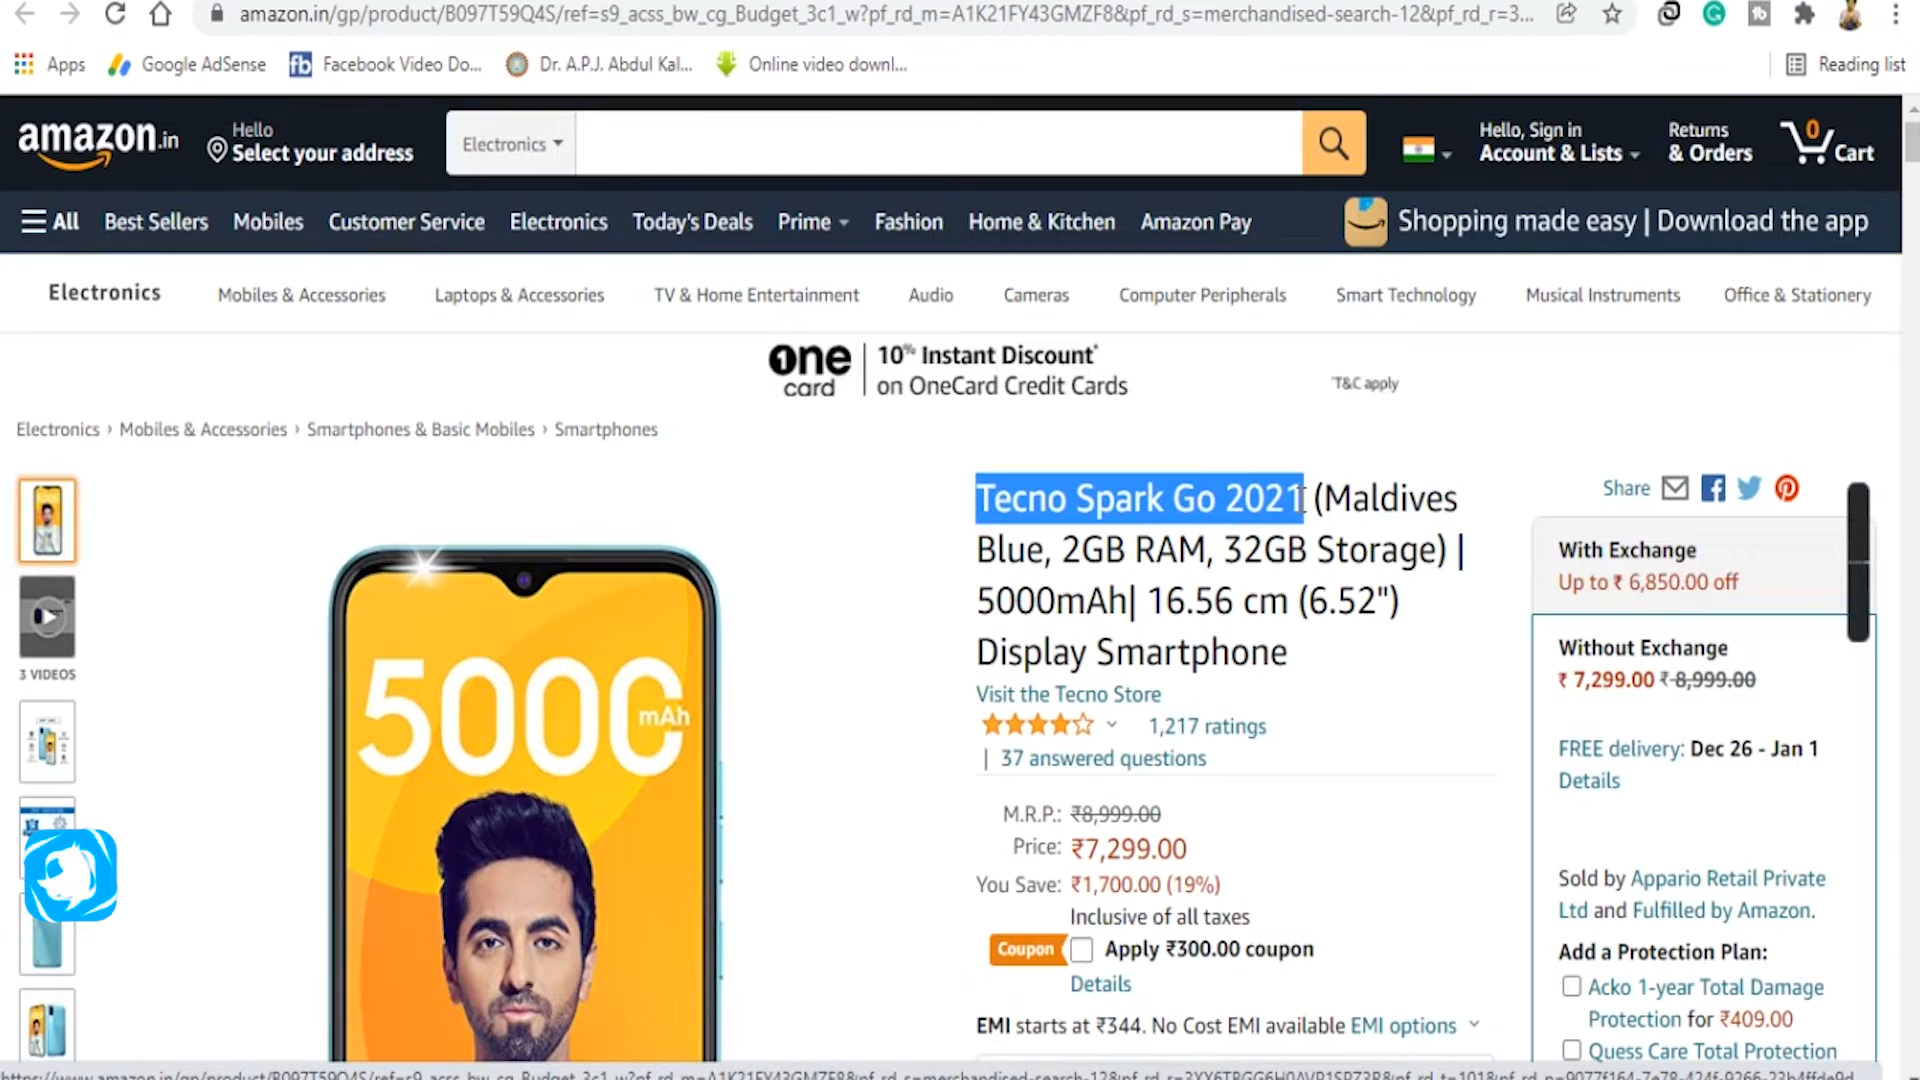 amazon.in/gp/product/B097T59Q4S/ref=s9_acss_bw_cg_Budget_3c1_w?pf_rd_m=A1K21FY43GMZF8&pf_rd_s=merchandised-search-12&pf_rd_r=3...
Apps Google AdSense Facebook Video Do... Dr. A.P.J. Abdul Kal... Online video downl... Reading list
amazon.in
Hello
Select your address
Electronics
Hello, Sign in
Account & Lists
Returns
& Orders
0
Cart
All Best Sellers Mobiles Customer Service Electronics Today's Deals Prime Fashion Home & Kitchen Amazon Pay Shopping made easy | Download the app
Electronics Mobiles & Accessories Laptops & Accessories TV & Home Entertainment Audio Cameras Computer Peripherals Smart Technology Musical Instruments Office & Stationery
One card
10% Instant Discount*
on OneCard Credit Cards
*T&C apply
Electronics › Mobiles & Accessories › Smartphones & Basic Mobiles › Smartphones
3 VIDEOS
5000 mAh
Tecno Spark Go 2021 (Maldives
Blue, 2GB RAM, 32GB Storage) |
5000mAh| 16.56 cm (6.52")
Display Smartphone
Visit the Tecno Store
1,217 ratings
| 37 answered questions
M.R.P.: ₹8,999.00
Price: ₹7,299.00
You Save: ₹1,700.00 (19%)
Inclusive of all taxes
Coupon Apply ₹300.00 coupon
Details
EMI starts at ₹344. No Cost EMI available EMI options
Share
With Exchange
Up to ₹ 6,850.00 off
Without Exchange
₹ 7,299.00 ₹ 8,999.00
FREE delivery: Dec 26 - Jan 1
Details
Sold by Appario Retail Private
Ltd and Fulfilled by Amazon.
Add a Protection Plan:
Acko 1-year Total Damage
Protection for ₹409.00
Quess Care Total Protection